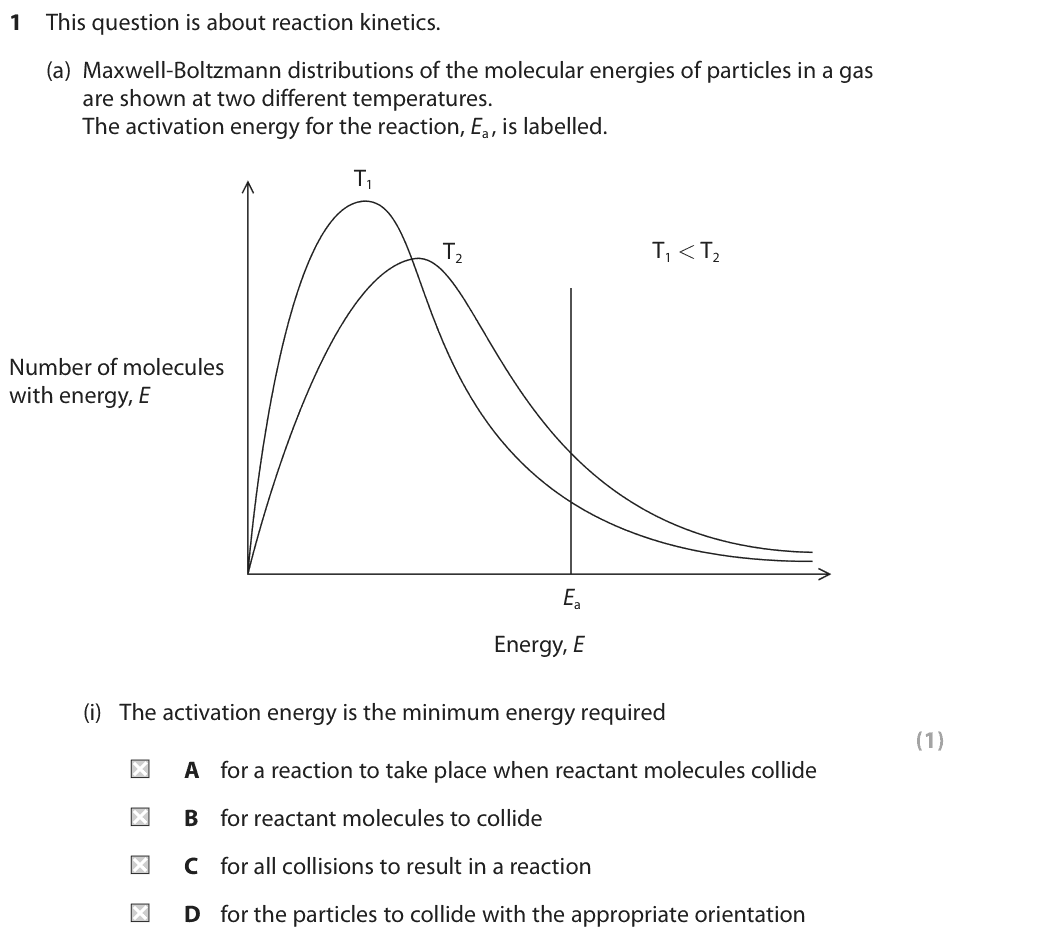 1 This question is about reaction kinetics.
(a) Maxwell-Boltzmann distributions of the molecular energies of particles in a gas
are shown at two different temperatures.
The activation energy for the reaction, Eₐ, is labelled.
T₁
T₂
T₁ < T₂
Number of molecules
with energy, E
Eₐ
Energy, E
(i) The activation energy is the minimum energy required
(1)
A for a reaction to take place when reactant molecules collide
B for reactant molecules to collide
C for all collisions to result in a reaction
D for the particles to collide with the appropriate orientation